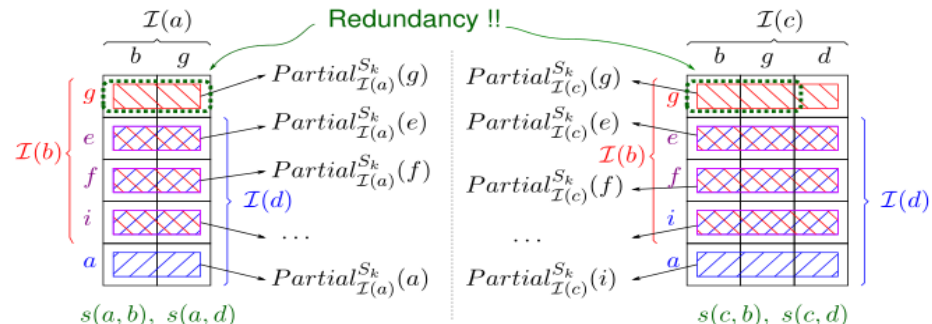 I(a) Redundancy !! I(c)
b g b g d
g Partial^{S_k}_{I(a)}(g) Partial^{S_k}_{I(c)}(g) g
e Partial^{S_k}_{I(a)}(e) Partial^{S_k}_{I(c)}(e) e
I(b) f Partial^{S_k}_{I(a)}(f) I(d) Partial^{S_k}_{I(c)}(f) I(b) f I(d)
i ... ... i
a Partial^{S_k}_{I(a)}(a) Partial^{S_k}_{I(c)}(i) a
s(a, b), s(a, d) s(c, b), s(c, d)